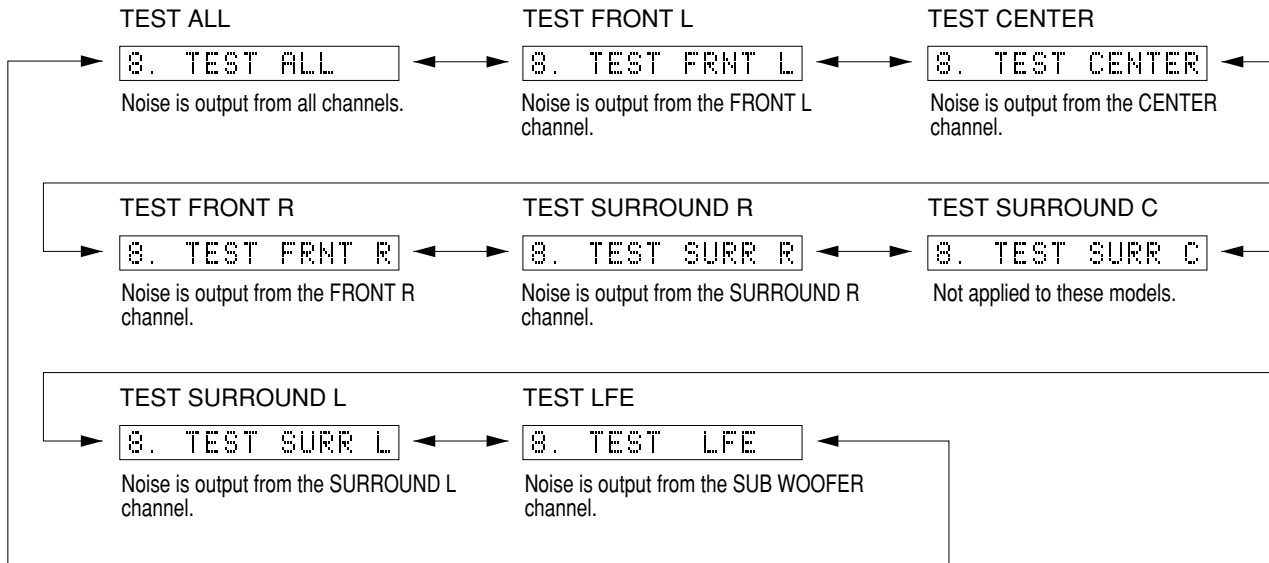 TEST ALL
8. TEST ALL
Noise is output from all channels.
TEST FRONT L
8. TEST FRNT L
Noise is output from the FRONT L
channel.
TEST CENTER
8. TEST CENTER
Noise is output from the CENTER
channel.
TEST FRONT R
8. TEST FRNT R
Noise is output from the FRONT R
channel.
TEST SURROUND R
8. TEST SURR R
Noise is output from the SURROUND R
channel.
TEST SURROUND C
8. TEST SURR C
Not applied to these models.
TEST SURROUND L
8. TEST SURR L
Noise is output from the SURROUND L
channel.
TEST LFE
8. TEST LFE
Noise is output from the SUB WOOFER
channel.